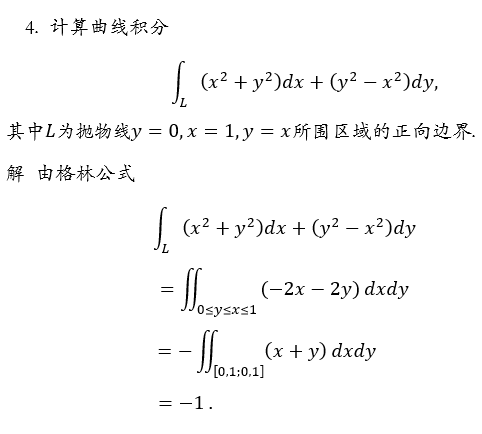 4. 计算曲线积分
∫_L (x² + y²)dx + (y² − x²)dy,
其中L为抛物线y = 0, x = 1, y = x所围区域的正向边界.
解 由格林公式
∫_L (x² + y²)dx + (y² − x²)dy
= ∬_{0≤y≤x≤1} (−2x − 2y) dxdy
= − ∬_{[0,1;0,1]} (x + y) dxdy
= −1 .